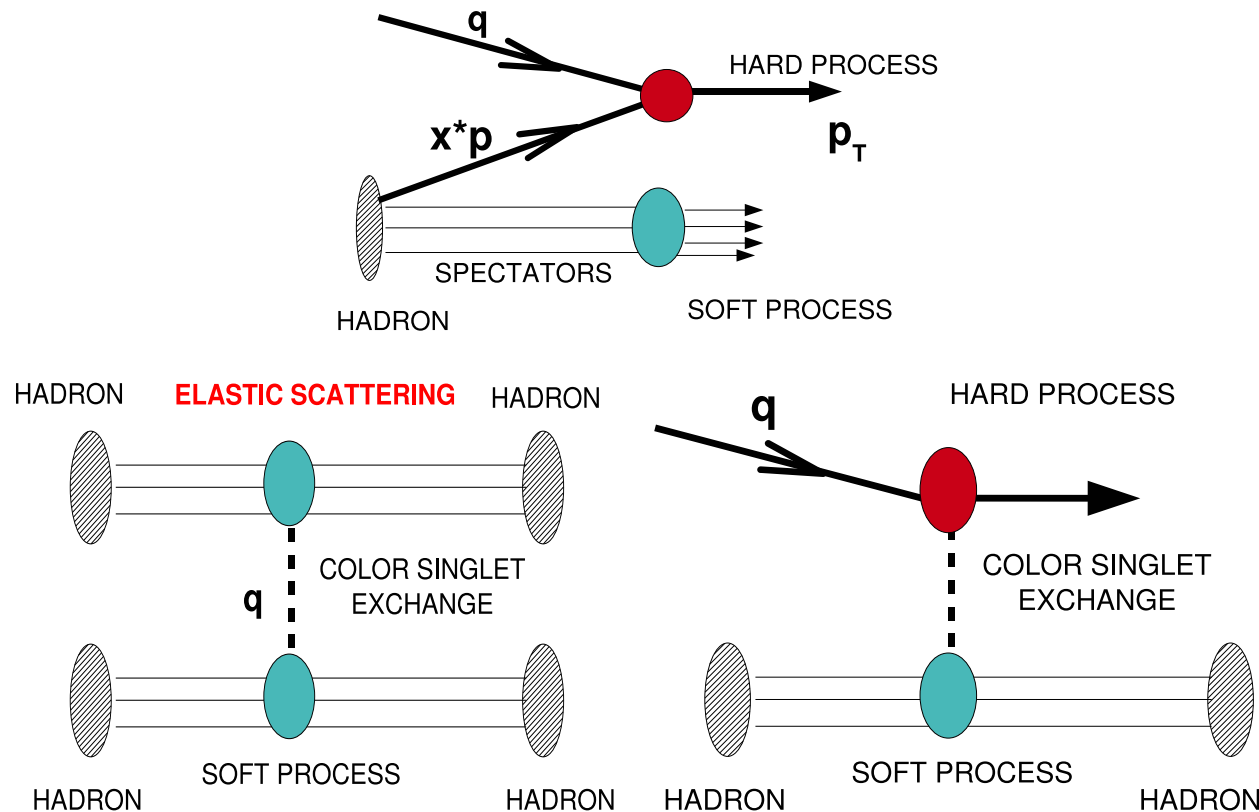 q
HARD PROCESS
x*p
p_T
SPECTATORS
HADRON
SOFT PROCESS
HADRON
ELASTIC SCATTERING
HADRON
COLOR SINGLET
EXCHANGE
q
SOFT PROCESS
HADRON
HADRON
HARD PROCESS
q
COLOR SINGLET
EXCHANGE
SOFT PROCESS
HADRON
HADRON